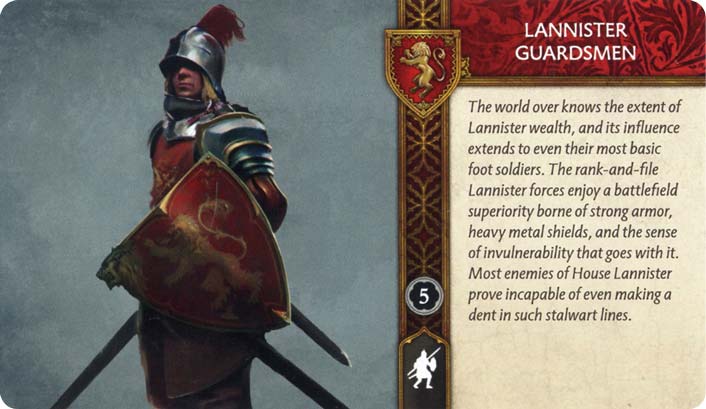 LANNISTER
GUARDSMEN
The world over knows the extent of
Lannister wealth, and its influence
extends to even their most basic
foot soldiers. The rank-and-file
Lannister forces enjoy a battlefield
superiority borne of strong armor,
heavy metal shields, and the sense
of invulnerability that goes with it.
Most enemies of House Lannister
prove incapable of even making a
dent in such stalwart lines.
5